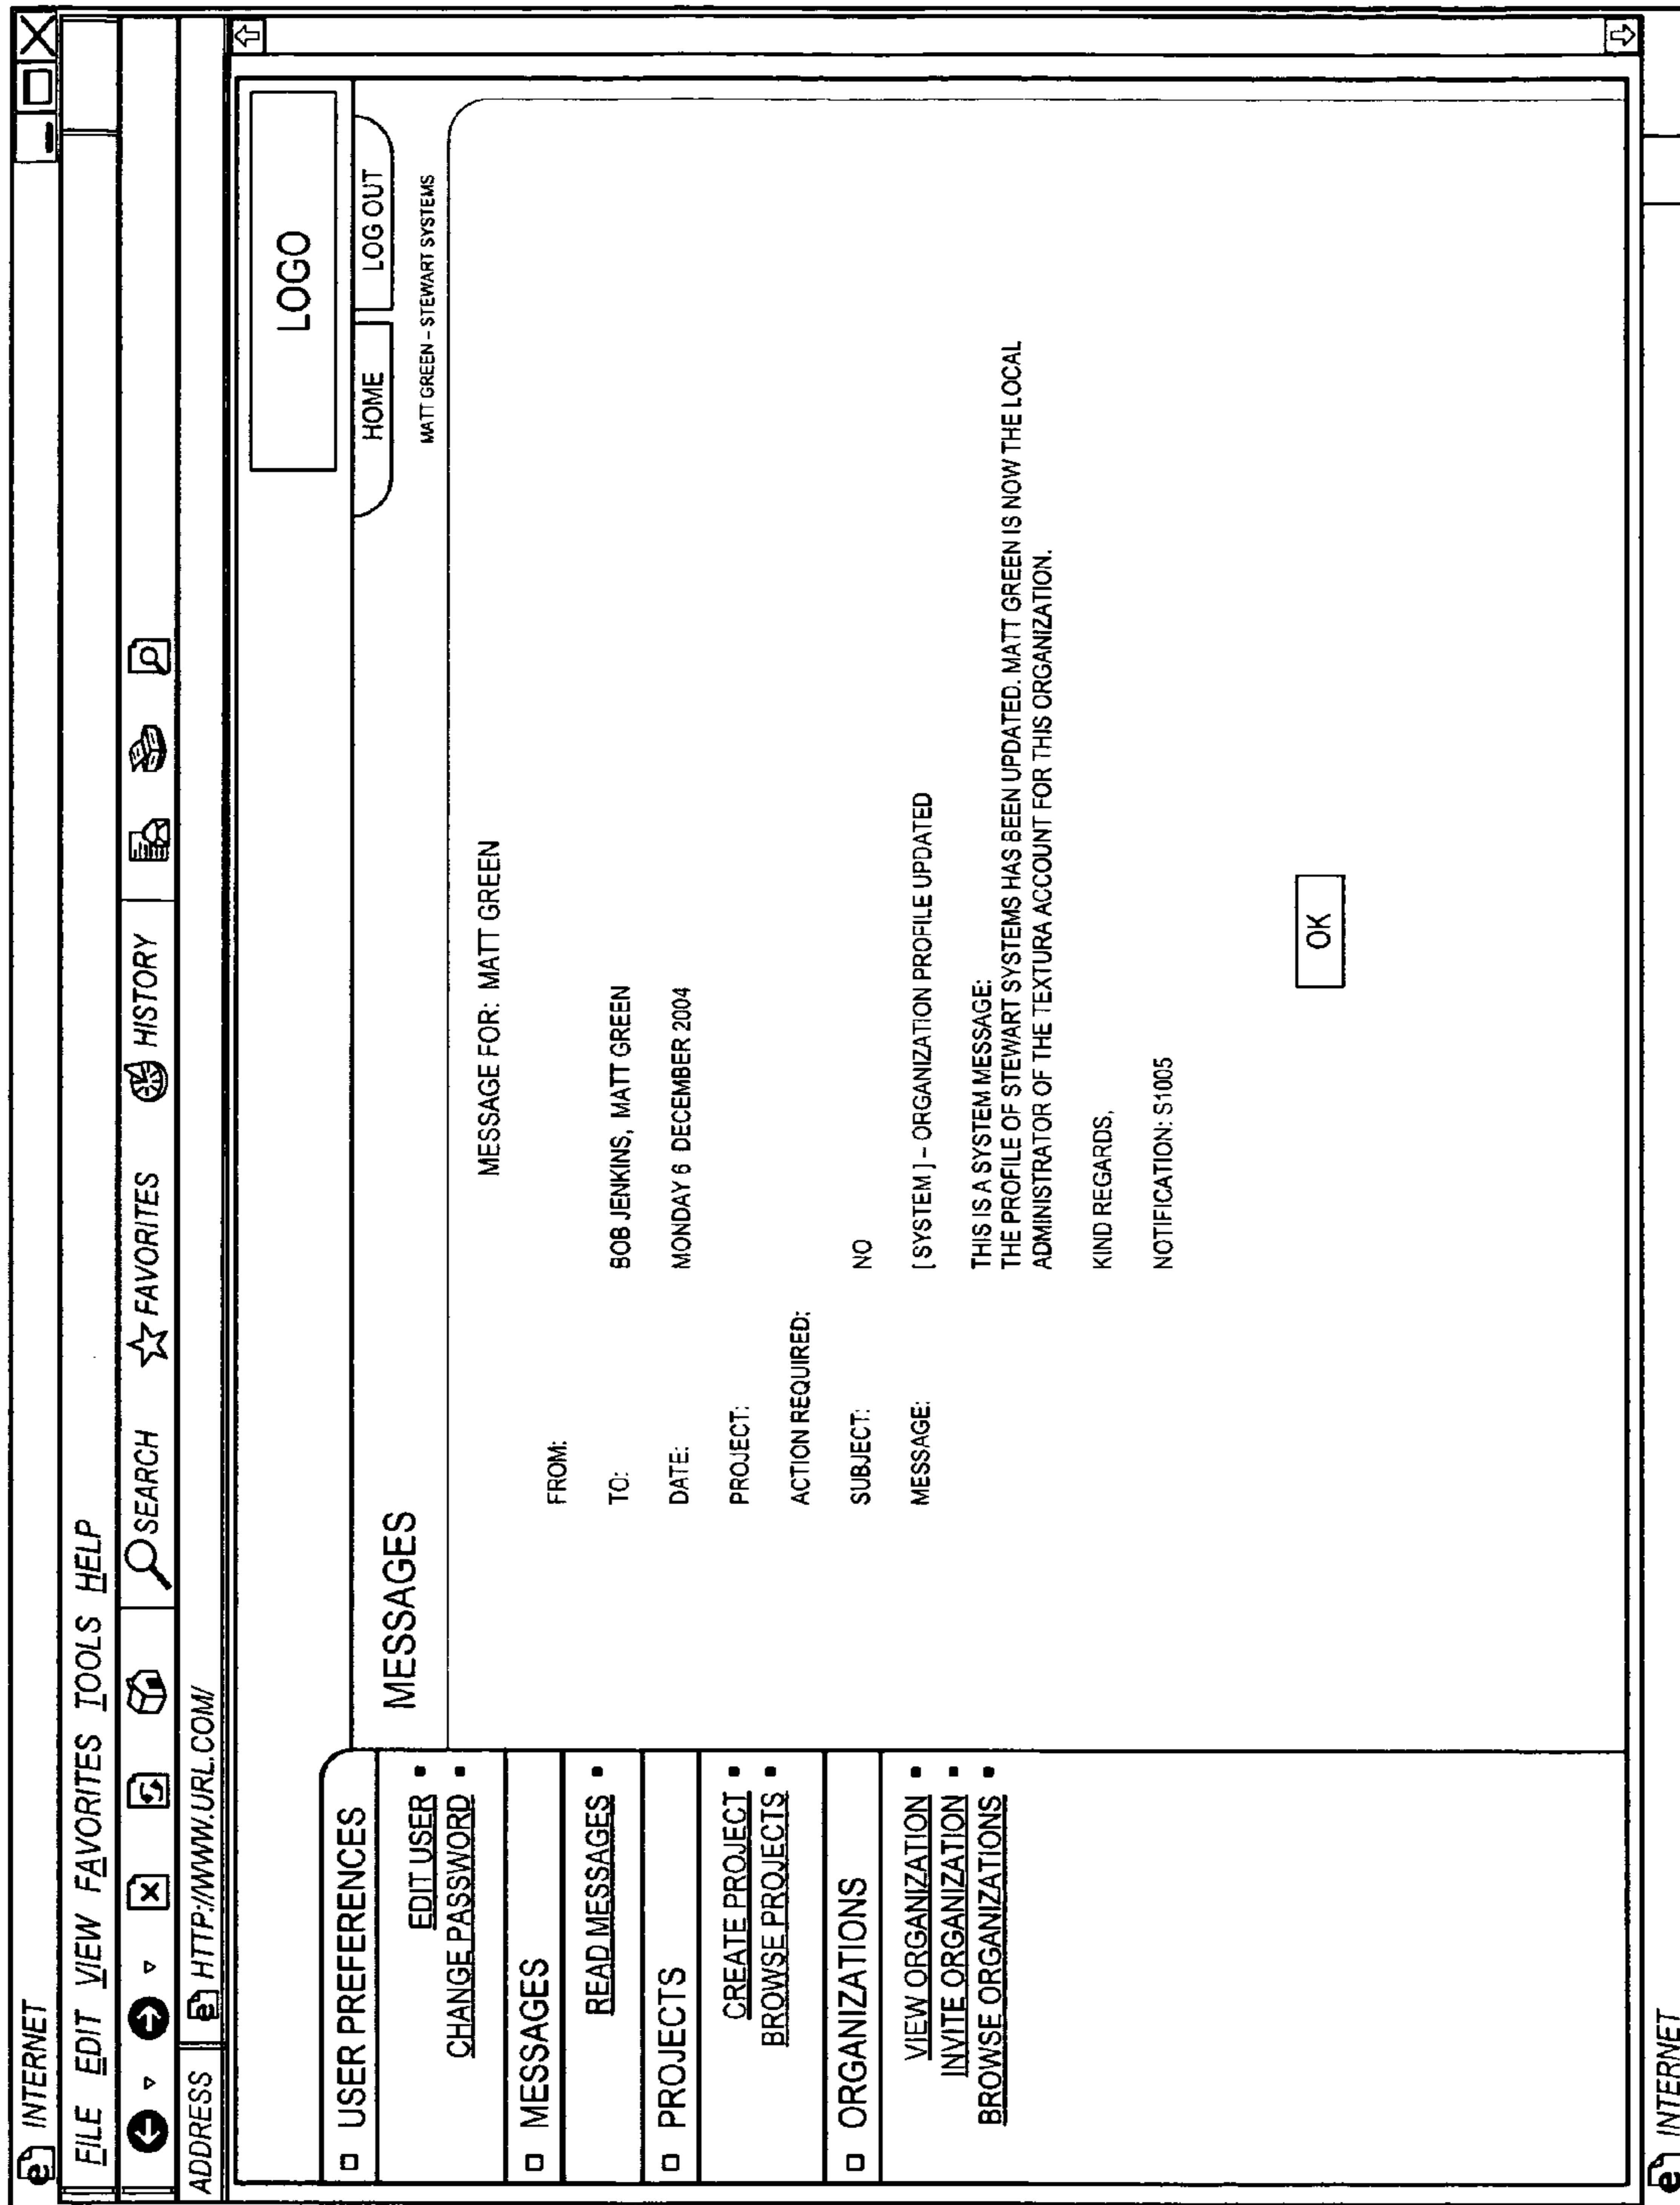 INTERNET
FILE EDIT VIEW FAVORITES TOOLS HELP
SEARCH FAVORITES HISTORY
ADDRESS HTTP://WWW.URL.COM/
LOGO
HOME LOG OUT
MATT GREEN – STEWART SYSTEMS
USER PREFERENCES
EDIT USER
CHANGE PASSWORD
MESSAGES
READ MESSAGES
PROJECTS
CREATE PROJECT
BROWSE PROJECTS
ORGANIZATIONS
VIEW ORGANIZATION
INVITE ORGANIZATION
BROWSE ORGANIZATIONS
MESSAGES
MESSAGE FOR: MATT GREEN
FROM:
TO: BOB JENKINS, MATT GREEN
DATE: MONDAY 6 DECEMBER 2004
PROJECT:
ACTION REQUIRED:
SUBJECT: NO
MESSAGE: [SYSTEM] – ORGANIZATION PROFILE UPDATED
THIS IS A SYSTEM MESSAGE:
THE PROFILE OF STEWART SYSTEMS HAS BEEN UPDATED. MATT GREEN IS NOW THE LOCAL
ADMINISTRATOR OF THE TEXTURA ACCOUNT FOR THIS ORGANIZATION.
KIND REGARDS,
NOTIFICATION: S1005
OK
INTERNET